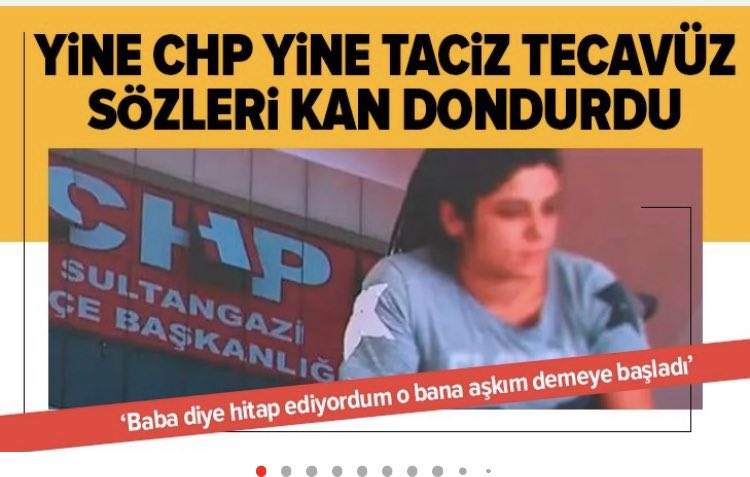 YİNE CHP YİNE TACİZ TECAVÜZ
SÖZLERİ KAN DONDURDU
CHP
SULTANGAZİ
ÇE BAŞKANLIĞ
‘Baba diye hitap ediyordum o bana aşkım demeye başladı’